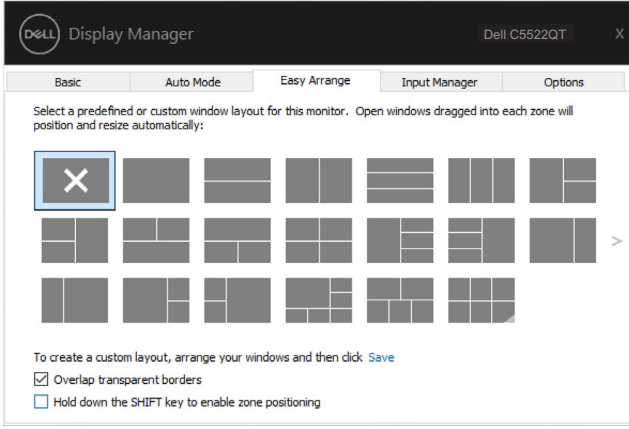 DELL Display Manager
Dell C5522QT X
Basic Auto Mode Easy Arrange Input Manager Options
Select a predefined or custom window layout for this monitor. Open windows dragged into each zone will
position and resize automatically:
>
To create a custom layout, arrange your windows and then click Save
Overlap transparent borders
Hold down the SHIFT key to enable zone positioning